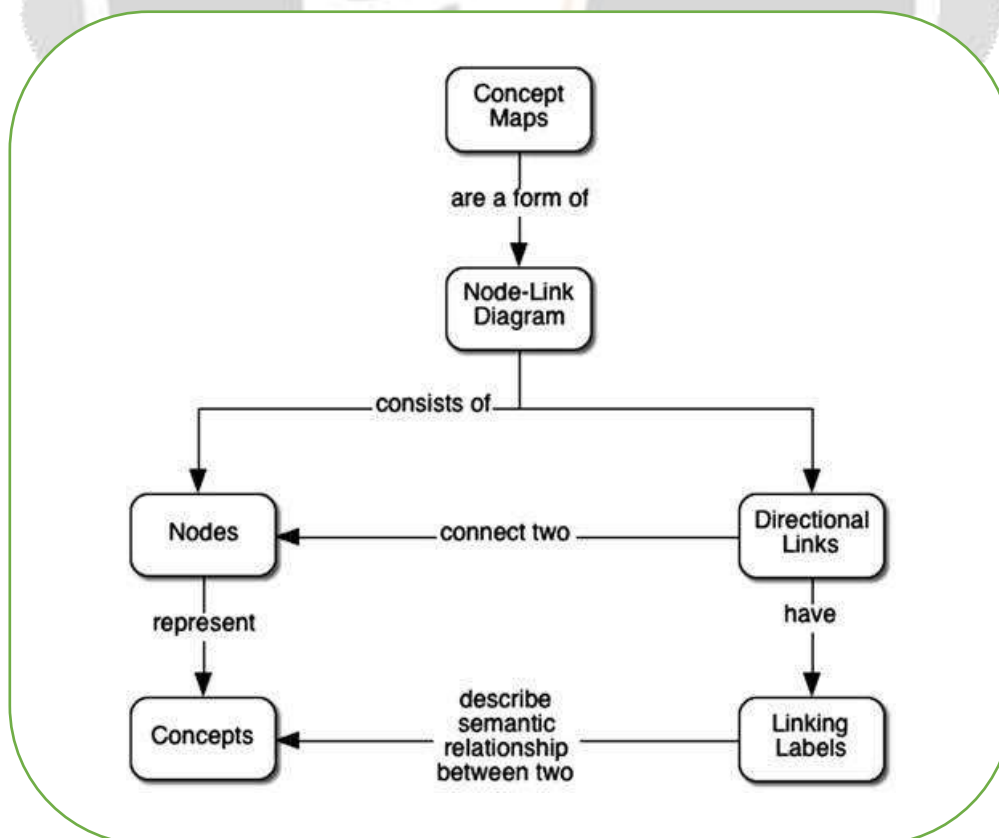 Concept
Maps
are a form of
Node-Link
Diagram
consists of
Nodes
connect two
Directional
Links
represent
have
Concepts
describe
semantic
relationship
between two
Linking
Labels